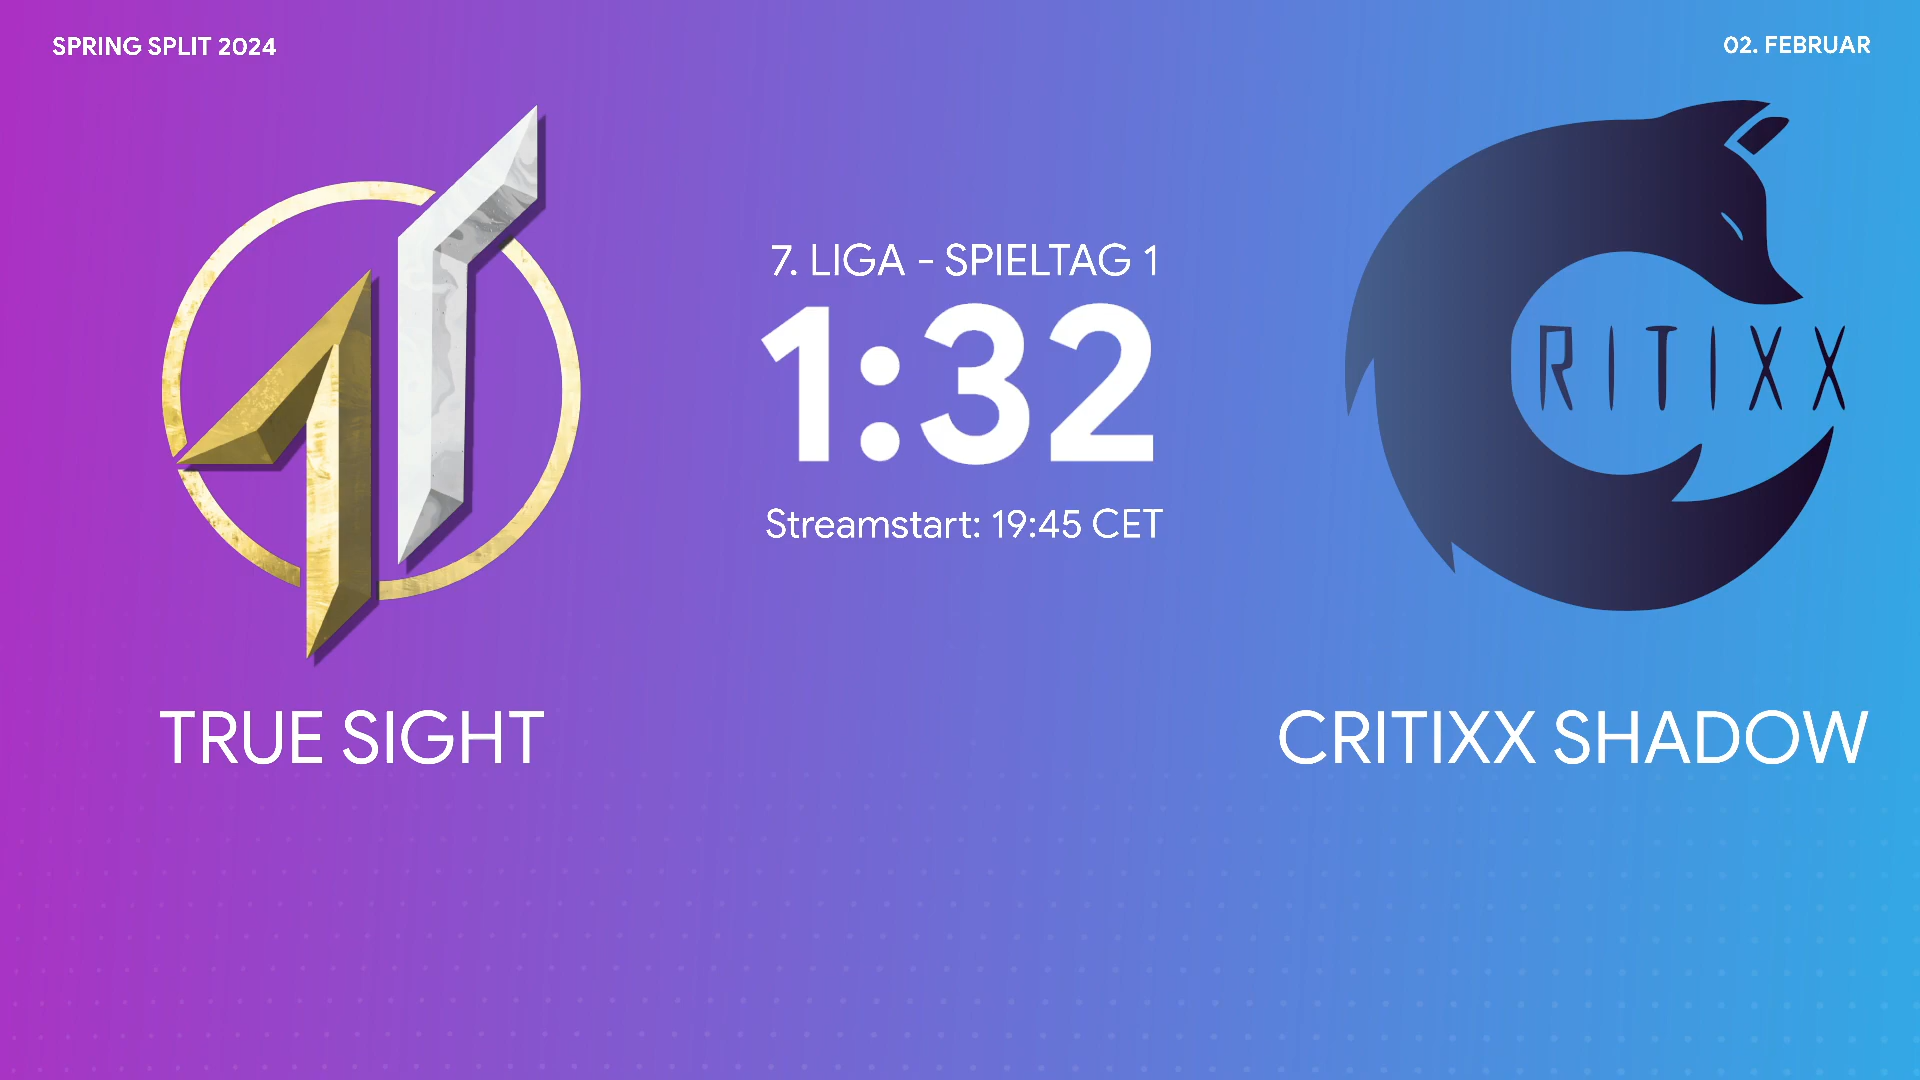 SPRING SPLIT 2024
02. FEBRUAR
7. LIGA - SPIELTAG 1
1:32
Streamstart: 19:45 CET
RITIXX
TRUE SIGHT
CRITIXX SHADOW